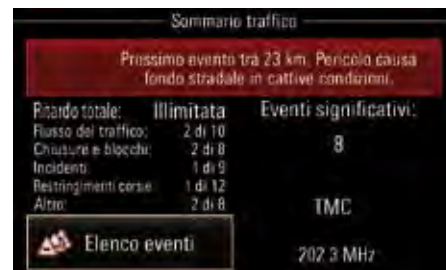 Sommario traffico
Prossimo evento tra 23 km. Pericolo causa
fondo stradale in cattive condizioni.
Ritardo totale: Illimitata
Flusso del traffico: 2 di 10
Chiusure e blocchi: 2 di 8
Incidenti: 1 di 9
Restringimenti corsie: 1 di 12
Altro: 2 di 8
Eventi significativi:
8
TMC
Elenco eventi
202.3 MHz